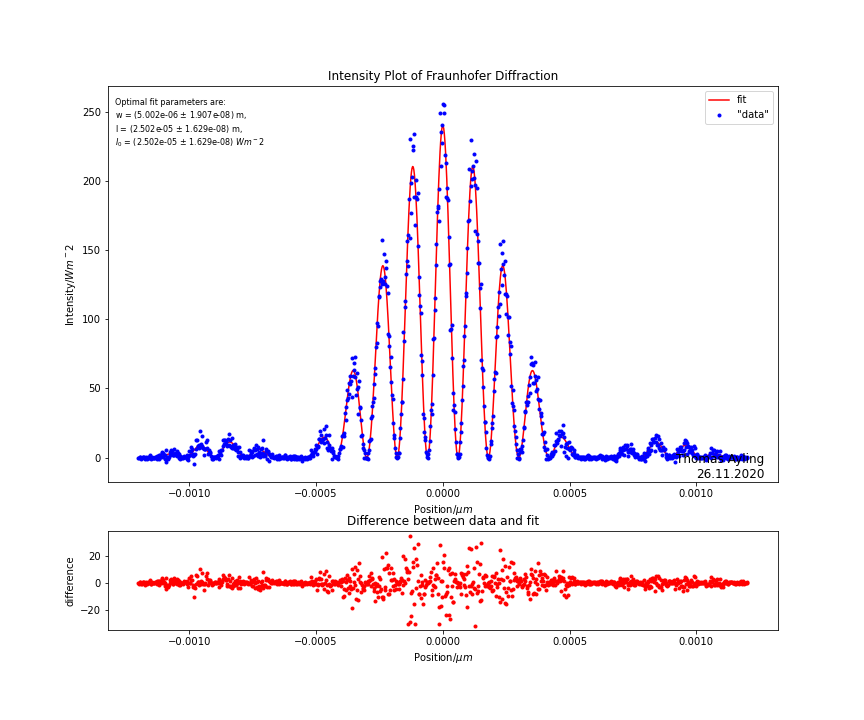 Intensity Plot of Fraunhofer Diffraction
Optimal fit parameters are:
w = (5.002e-06 ± 1.907e-08) m,
l = (2.502e-05 ± 1.629e-08) m,
I₀ = (2.502e-05 ± 1.629e-08) Wm⁻2
fit
"data"
250
200
150
100
50
0
Intensity/Wm⁻2
−0.0010
−0.0005
0.0000
0.0005
0.0010
Position/μm
Thomas Ayling
26.11.2020
Difference between data and fit
20
0
−20
difference
−0.0010
−0.0005
0.0000
0.0005
0.0010
Position/μm